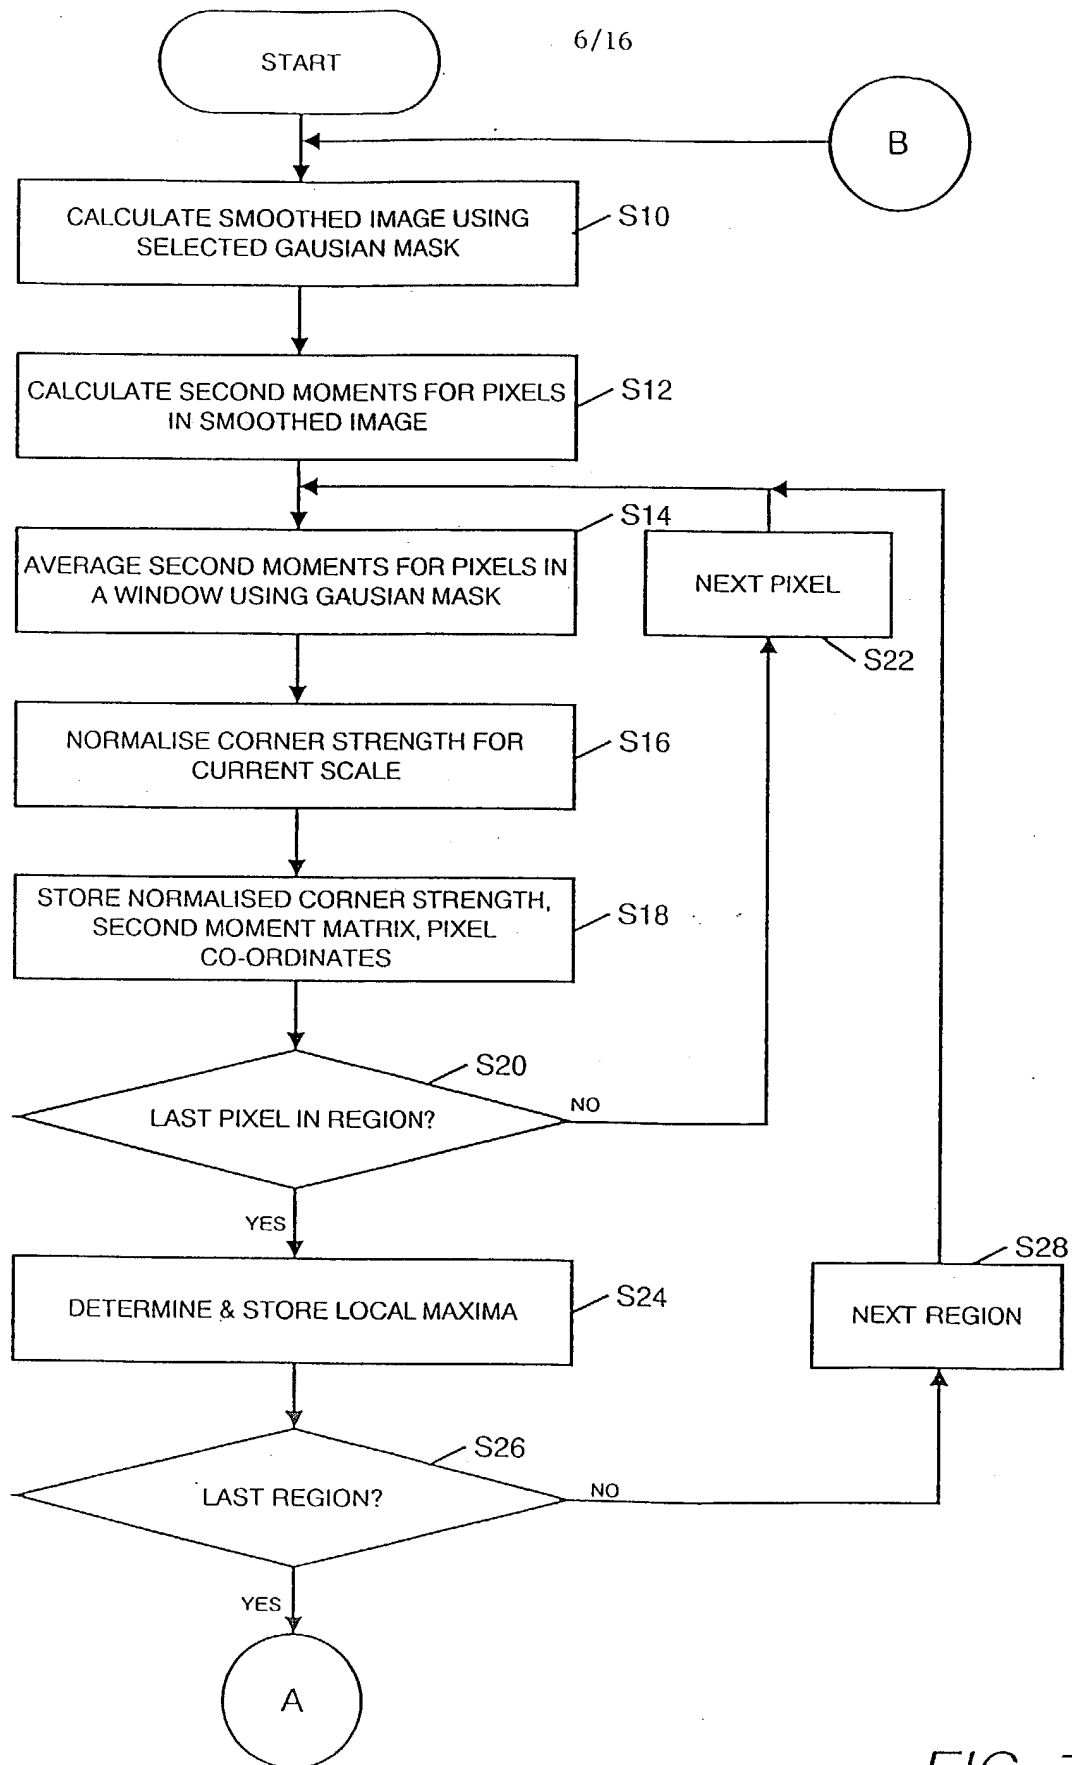 START
6/16
B
CALCULATE SMOOTHED IMAGE USING
SELECTED GAUSIAN MASK
S10
CALCULATE SECOND MOMENTS FOR PIXELS
IN SMOOTHED IMAGE
S12
S14
AVERAGE SECOND MOMENTS FOR PIXELS IN
A WINDOW USING GAUSIAN MASK
NEXT PIXEL
S22
NORMALISE CORNER STRENGTH FOR
CURRENT SCALE
S16
STORE NORMALISED CORNER STRENGTH,
SECOND MOMENT MATRIX, PIXEL
CO-ORDINATES
S18
S20
LAST PIXEL IN REGION?
NO
YES
DETERMINE & STORE LOCAL MAXIMA
S24
S28
NEXT REGION
S26
LAST REGION?
NO
YES
A
FIG.